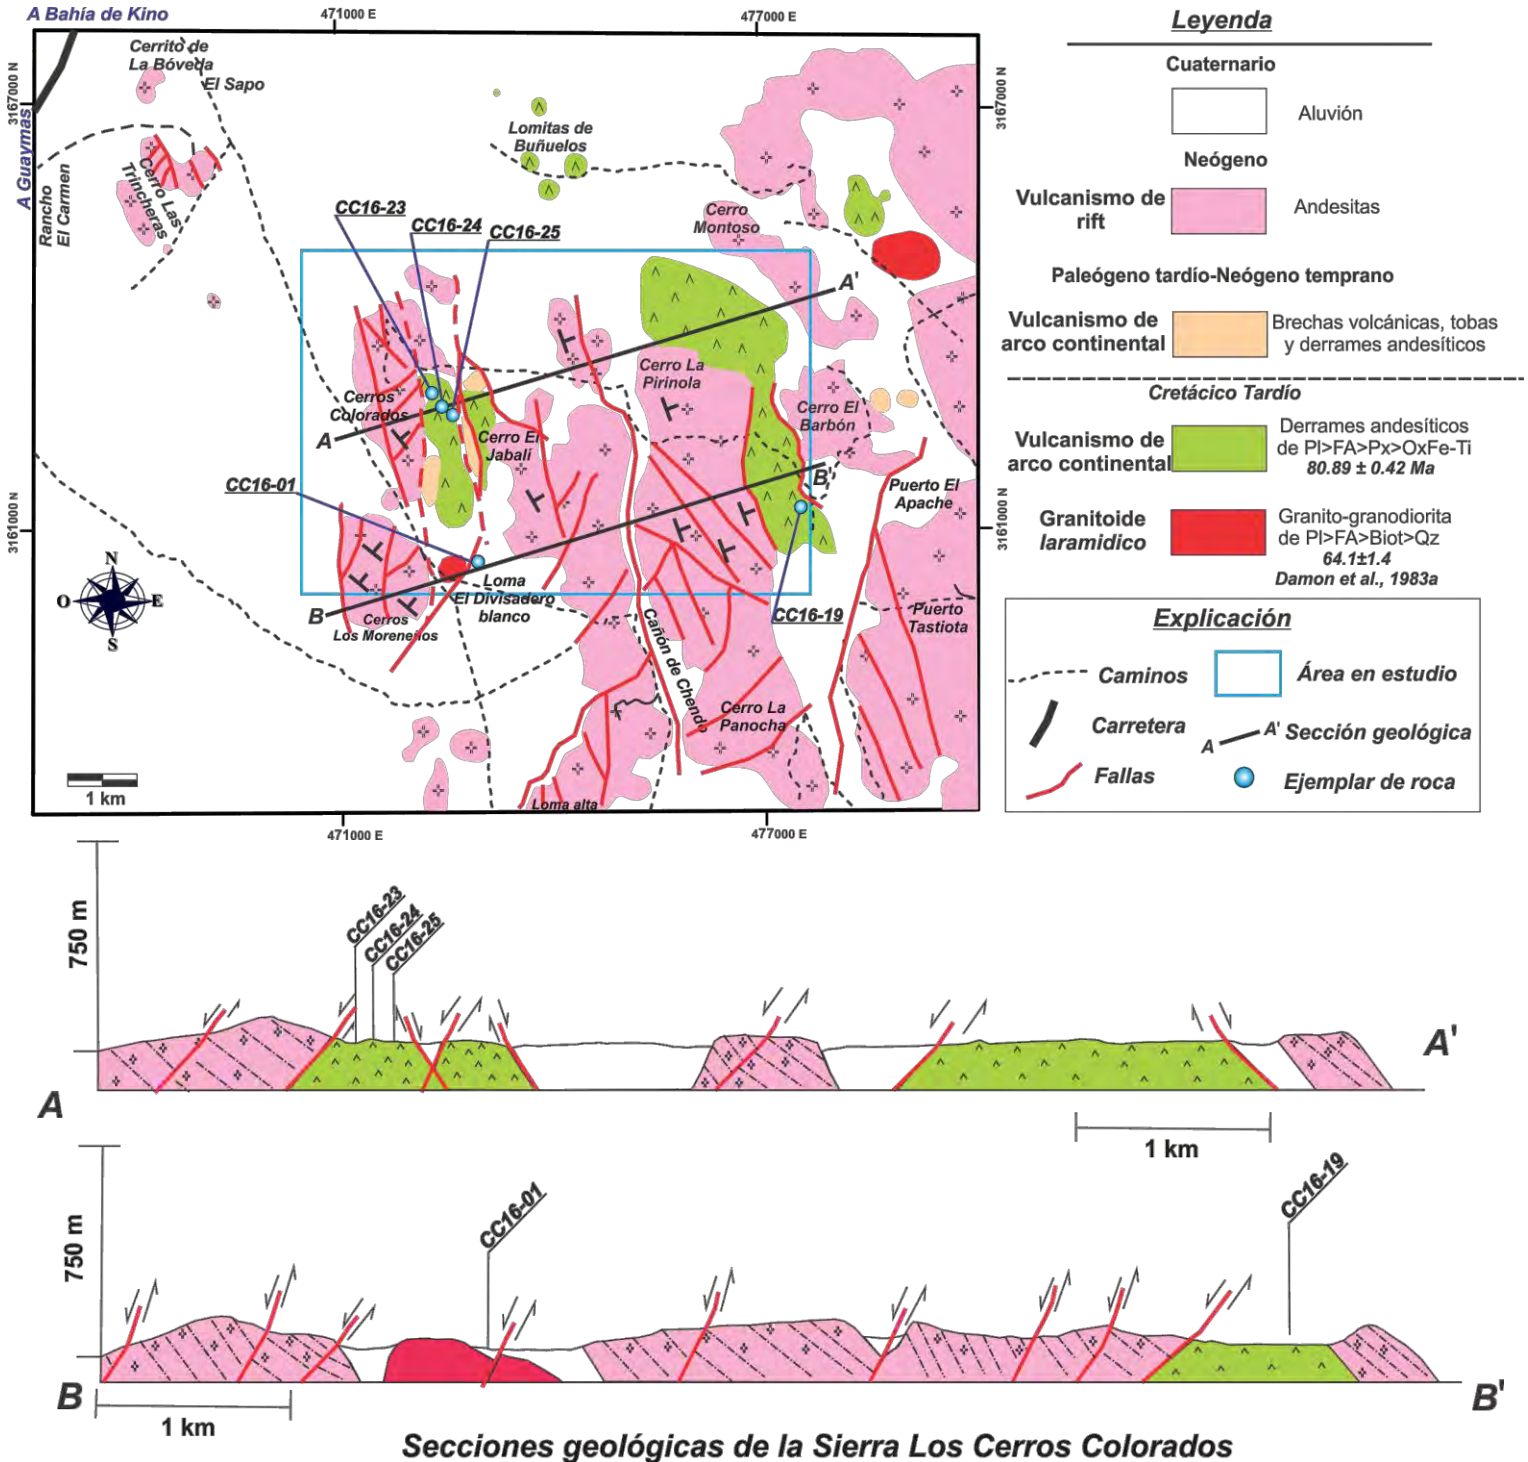 A Bahía de Kino
471000 E
477000 E
3167000 N
3167000 N
A Guaymas
Cerrito de
La Bóveda
El Sapo
Rancho
El Carmen
Cerro Las
Trincheras
Lomitas de
Buñuelos
CC16-23
CC16-24
CC16-25
Cerro
Montoso
A'
Cerro La
Pirinola
Cerros
Colorados
A
Cerro El
Jabalí
Cerro El
Barbón
CC16-01
B'
Puerto El
Apache
3161000 N
3161000 N
N
O
E
S
B
Loma
El Divisadero
blanco
Cerros
Los Moreneños
CC16-19
Puerto
Tastiota
Cañón de Chendo
Cerro La
Panocha
Loma alta
1 km
471000 E
477000 E
Leyenda
Cuaternario
Aluvión
Neógeno
Vulcanismo de
rift
Andesitas
Paleógeno tardío-Neógeno temprano
Vulcanismo de
arco continental
Brechas volcánicas, tobas
y derrames andesíticos
Cretácico Tardío
Vulcanismo de
arco continental
Derrames andesíticos
de Pl>FA>Px>OxFe-Ti
80.89 ± 0.42 Ma
Granitoide
laramidico
Granito-granodiorita
de Pl>FA>Biot>Qz
64.1±1.4
Damon et al., 1983a
Explicación
Caminos
Área en estudio
Carretera
A
A'
Sección geológica
Fallas
Ejemplar de roca
750 m
CC16-23
CC16-24
CC16-25
A
A'
1 km
750 m
CC16-01
CC16-19
B
B'
1 km
Secciones geológicas de la Sierra Los Cerros Colorados